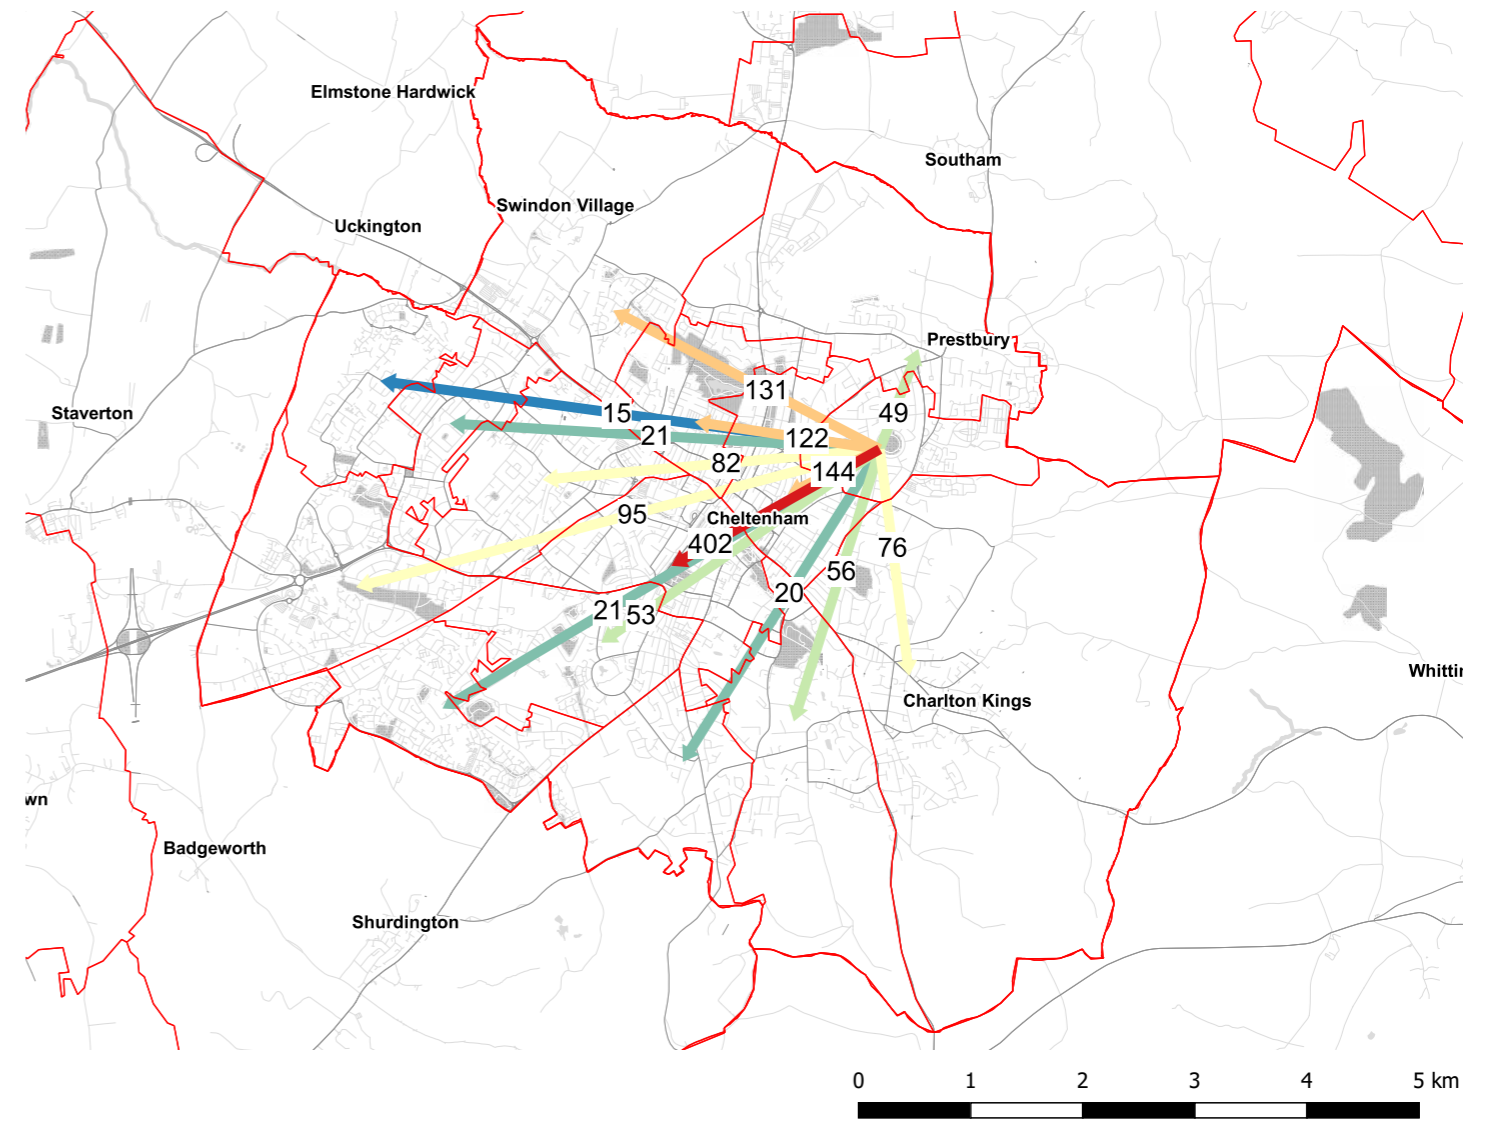 Elmstone Hardwick
Southam
Swindon Village
Uckington
Prestbury
131
Staverton
15
49
21
122
82
144
95
Cheltenham
402
76
56
20
21
53
Whittin
Charlton Kings
wn
Badgeworth
Shurdington
0 1 2 3 4 5 km